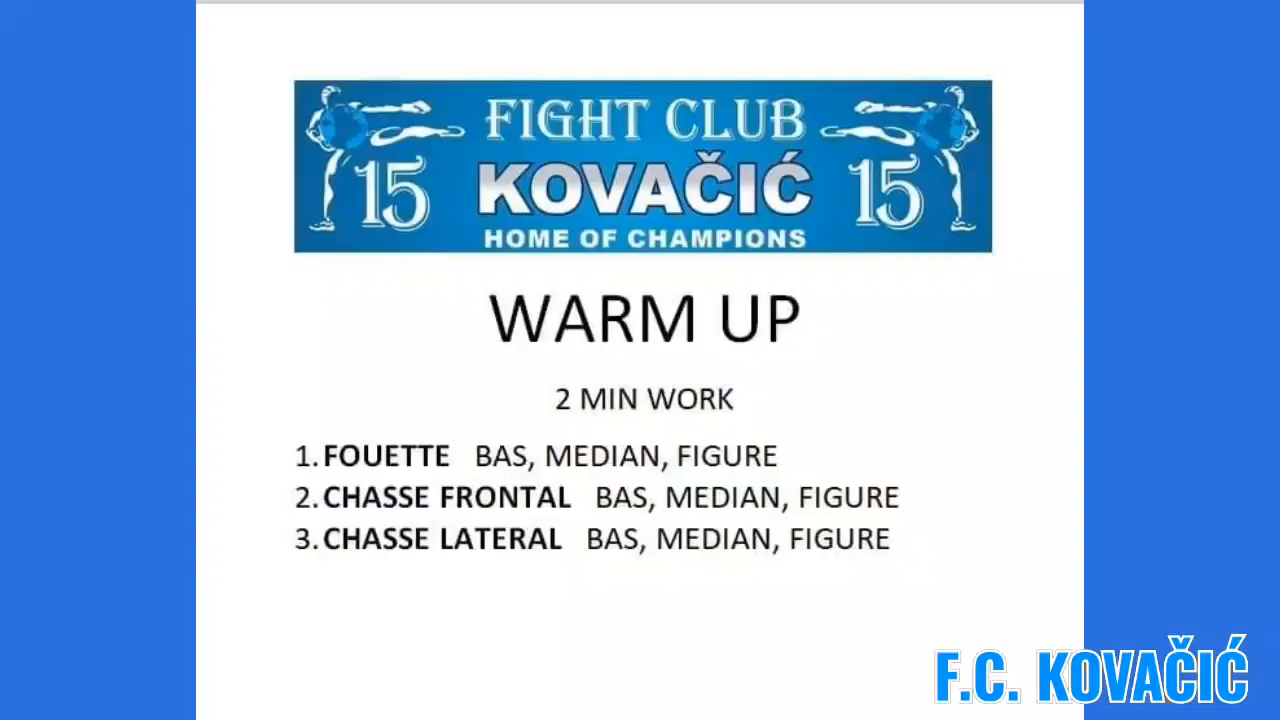 FIGHT CLUB
15 KOVAČIĆ 15
HOME OF CHAMPIONS
WARM UP
2 MIN WORK
1. FOUETTE BAS, MEDIAN, FIGURE
2. CHASSE FRONTAL BAS, MEDIAN, FIGURE
3. CHASSE LATERAL BAS, MEDIAN, FIGURE
F.C. KOVAČIĆ